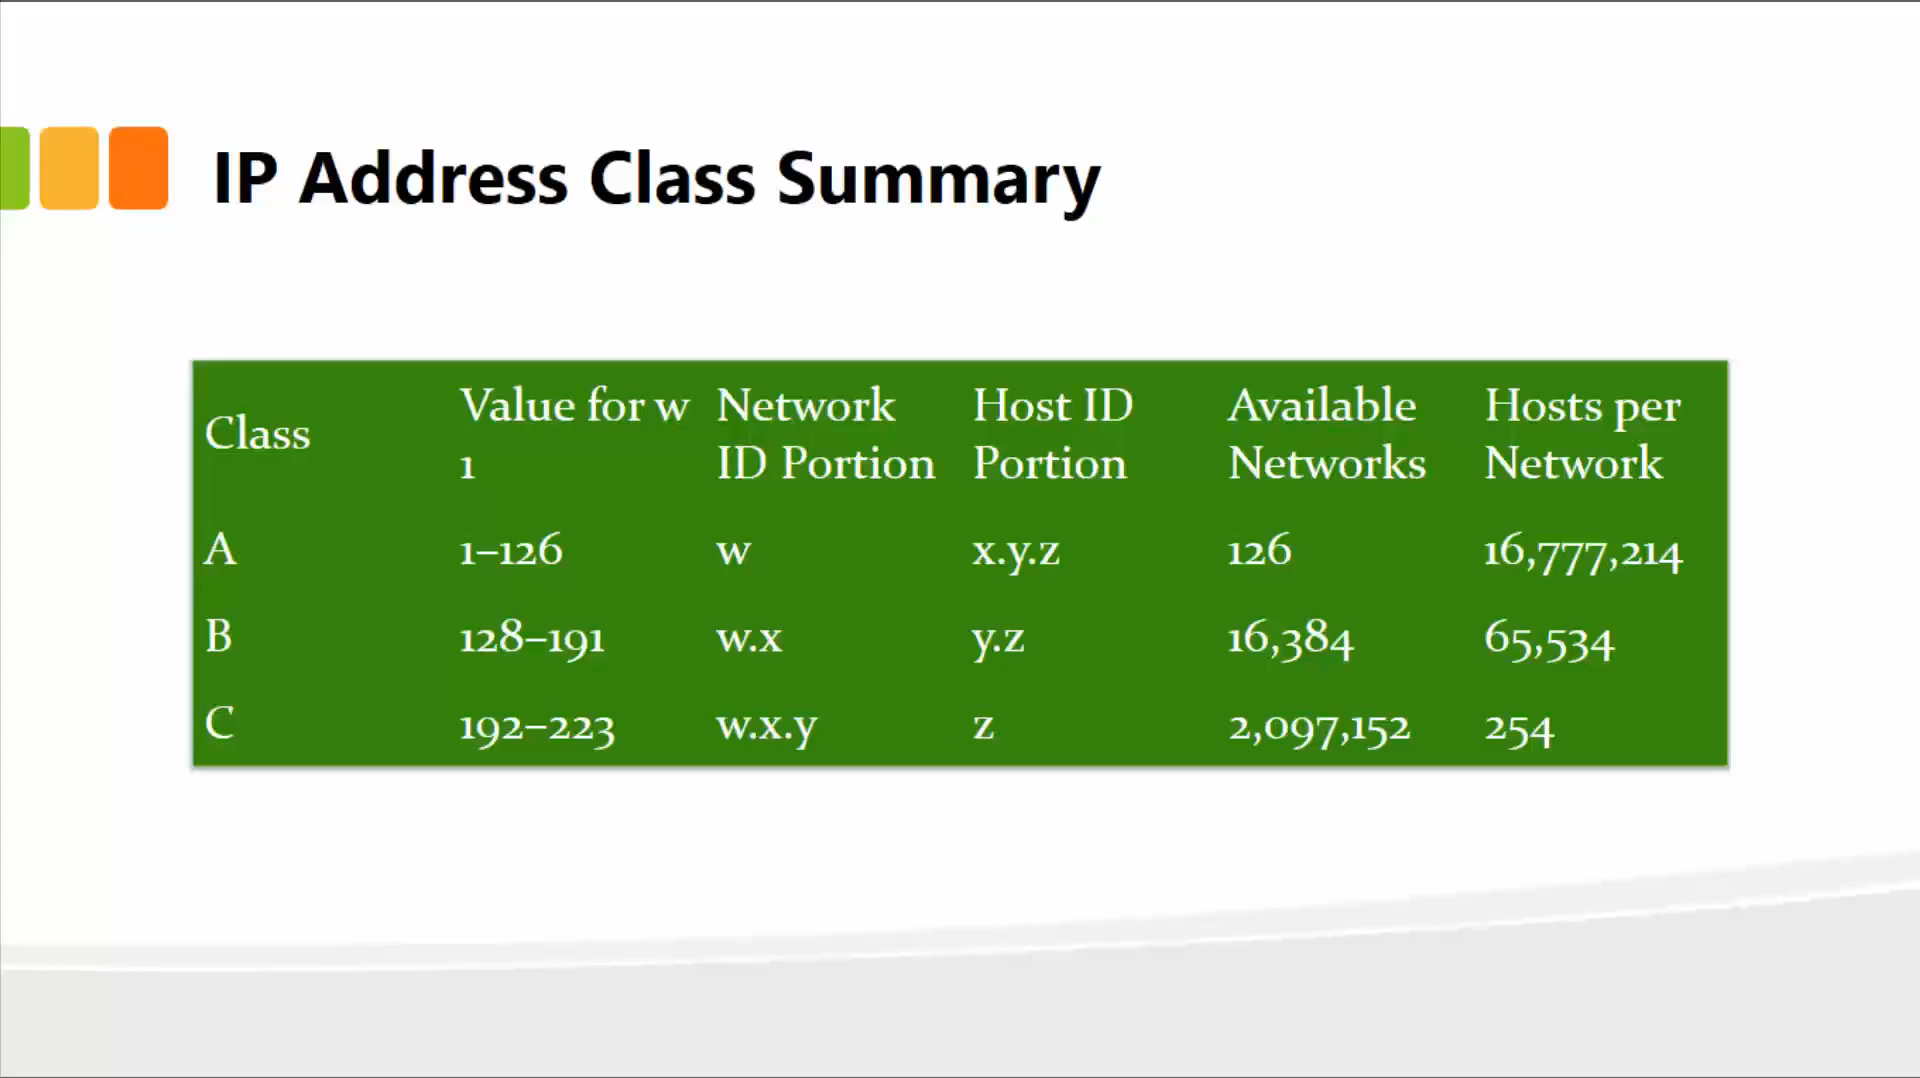 IP Address Class Summary
Class Value for w Network Host ID Available Hosts per
1 ID Portion Portion Networks Network
A 1–126 w x.y.z 126 16,777,214
B 128–191 w.x y.z 16,384 65,534
C 192–223 w.x.y z 2,097,152 254